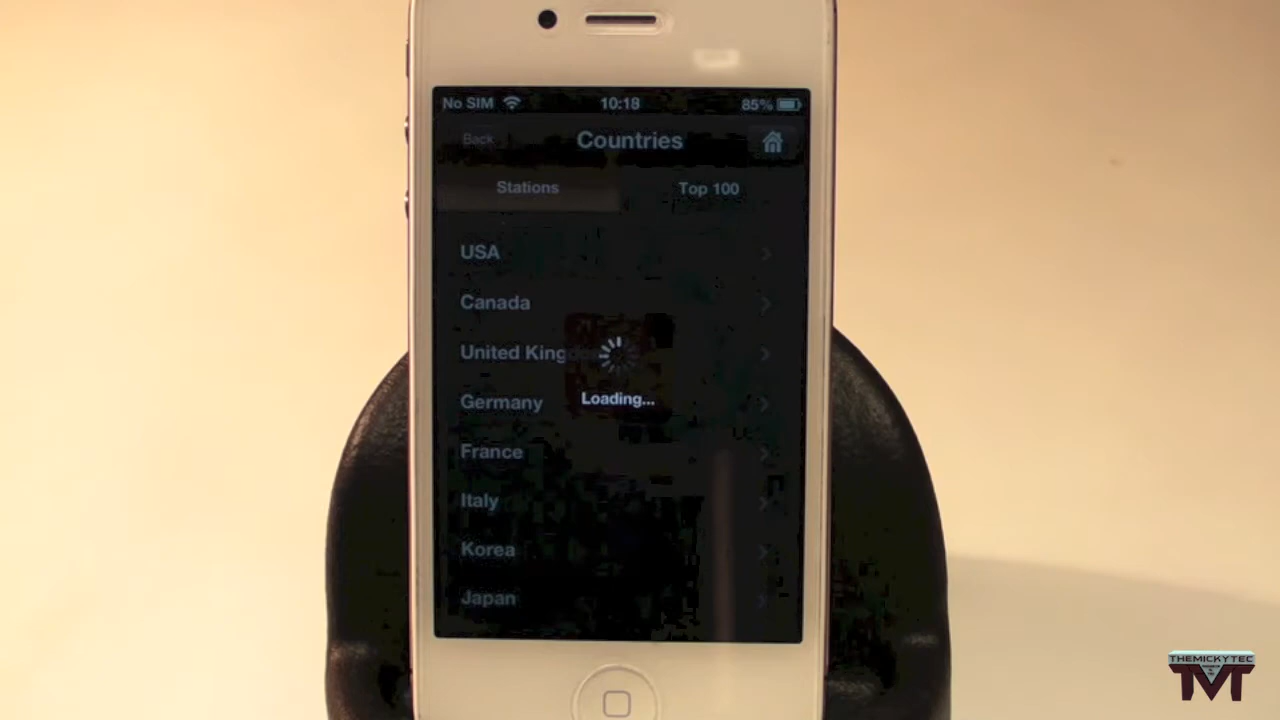 No SIM 10:18 85%
Back Countries
Stations Top 100
USA
Canada
United Kingdom
Germany
Loading...
France
Italy
Korea
Japan
THEMICKYTEC
TMT